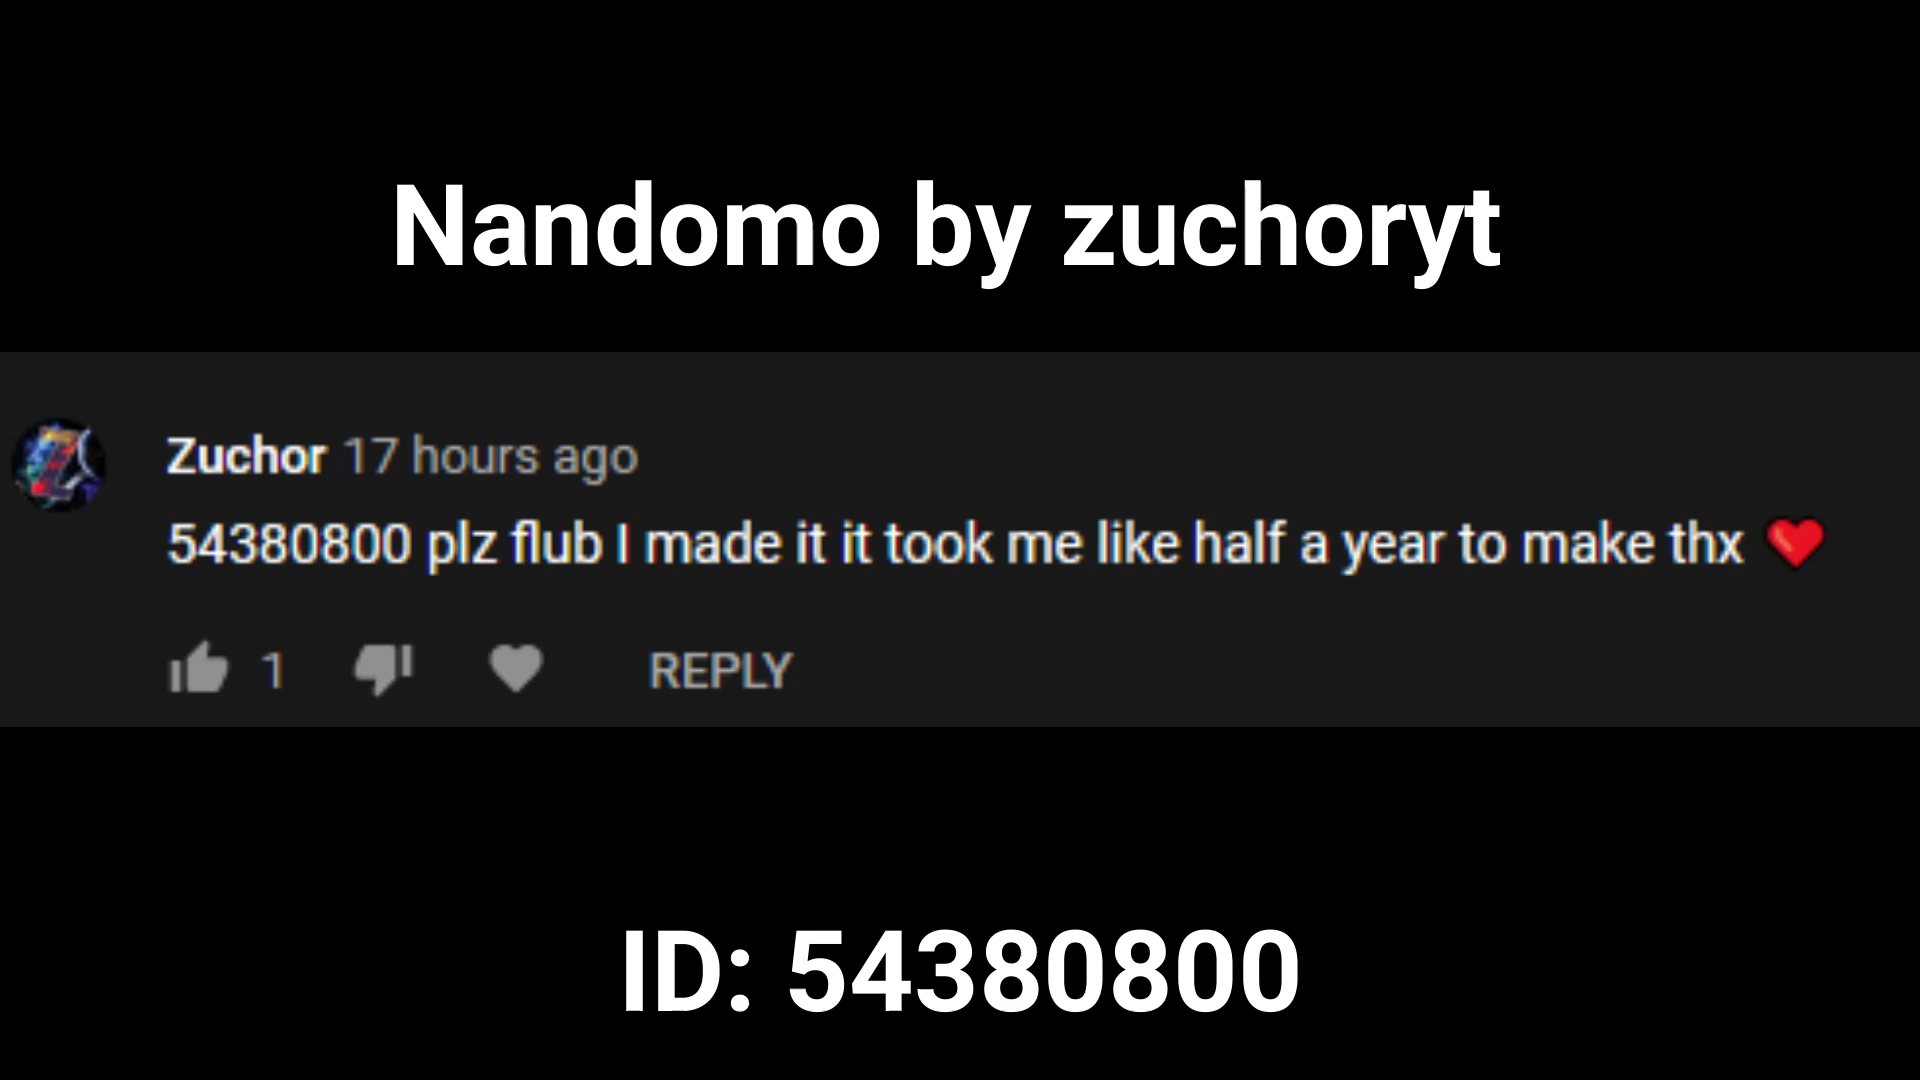 Nandomo by zuchoryt
Zuchor 17 hours ago
54380800 plz flub I made it it took me like half a year to make thx ❤️
1 REPLY
ID: 54380800